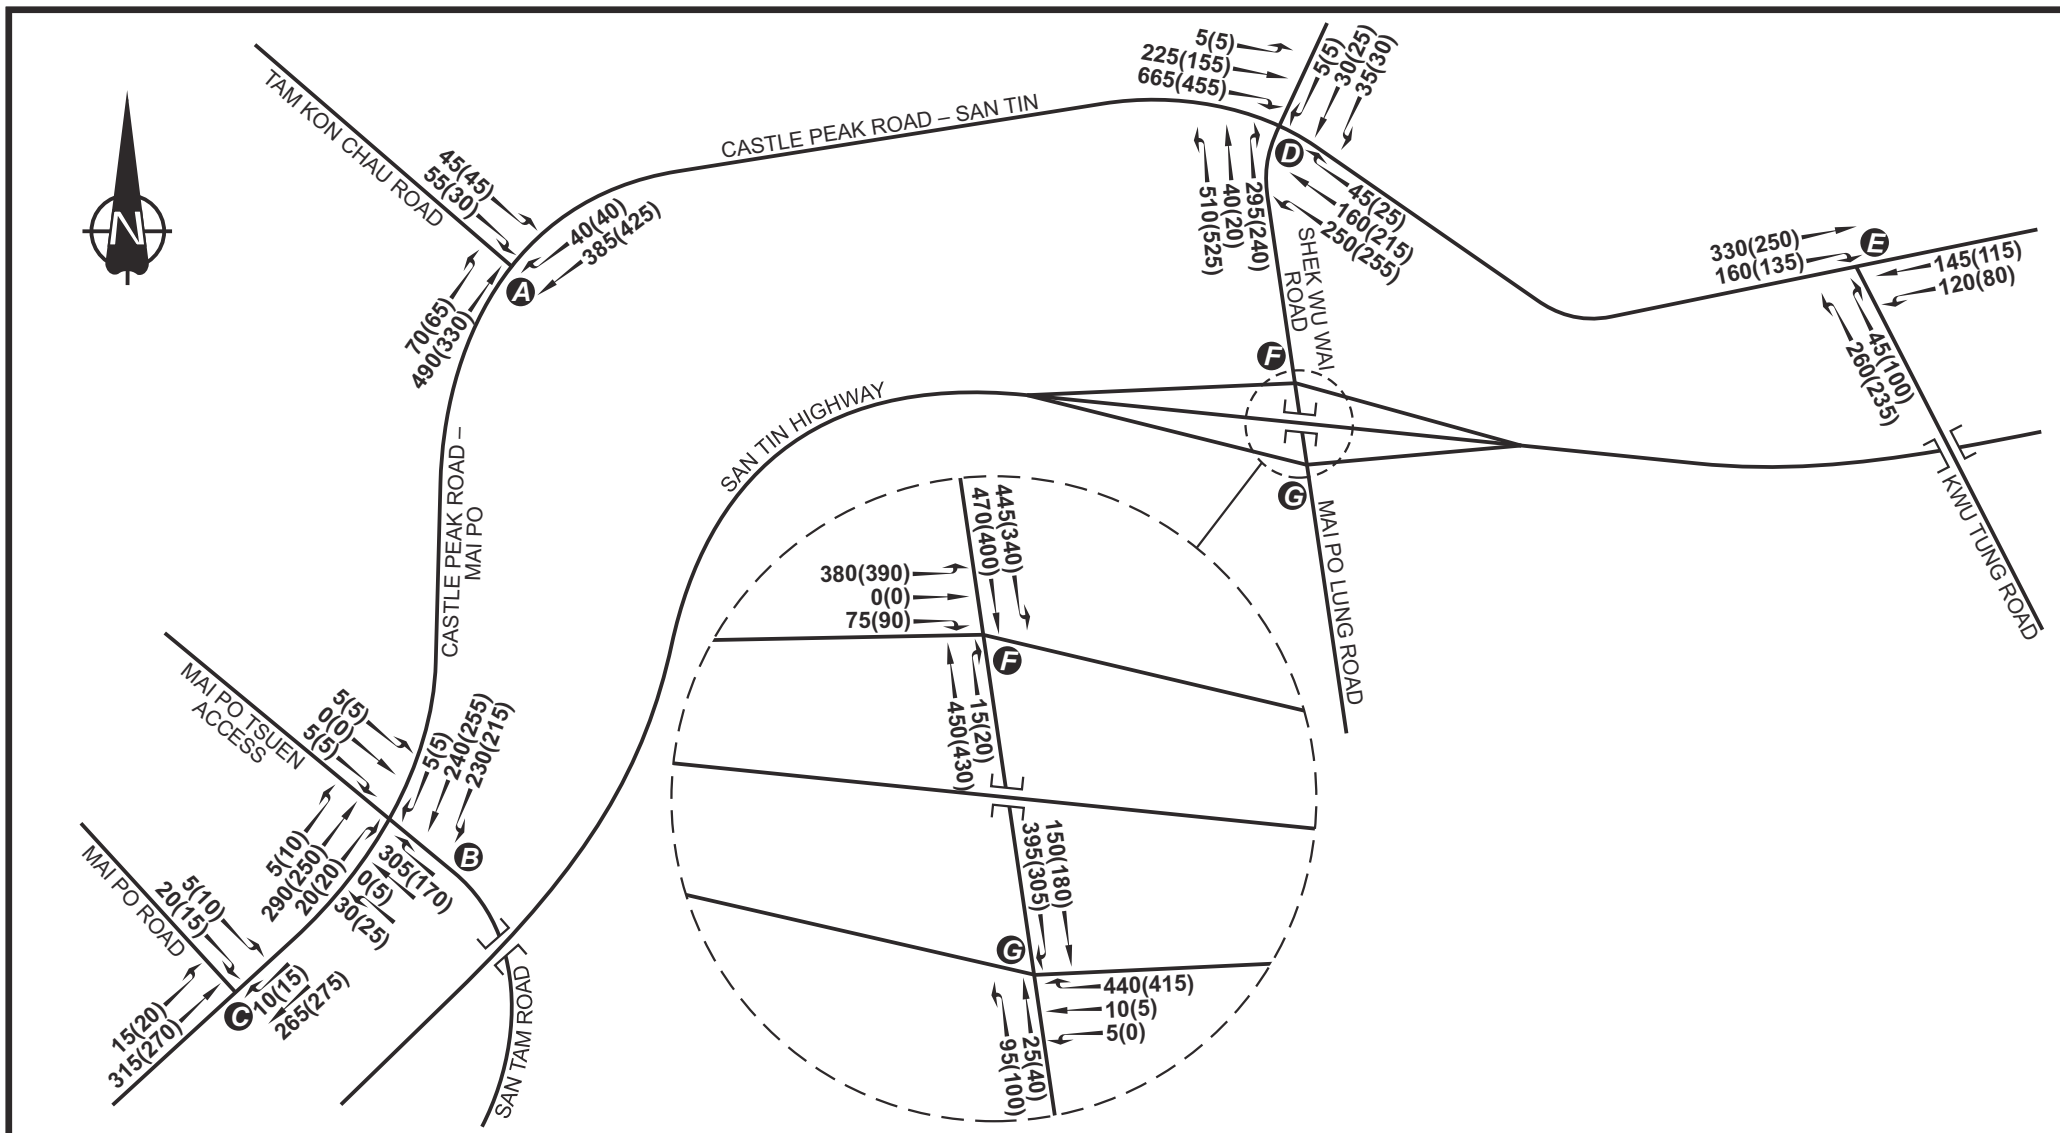 5(5)
225(155)
665(455)
5(5)
30(25)
35(30)
TAM KON CHAU ROAD
CASTLE PEAK ROAD – SAN TIN
N
45(45)
55(30)
40(40)
385(425)
A
70(65)
490(330)
D
510(525)
40(20)
295(240)
45(25)
160(215)
250(255)
SHEK WU WAI
ROAD
330(250)
160(135)
E
145(115)
120(80)
45(100)
260(235)
KWU TUNG ROAD
F
G
MAI PO LUNG ROAD
SAN TIN HIGHWAY
CASTLE PEAK ROAD –
MAI PO
445(340)
470(400)
380(390)
0(0)
75(90)
F
15(20)
450(430)
150(180)
395(305)
G
440(415)
10(5)
5(0)
25(40)
95(100)
MAI PO TSUEN
ACCESS
5(5)
0(0)
5(5)
5(5)
240(255)
230(215)
B
5(10)
290(250)
20(20)
305(170)
0(5)
30(25)
MAI PO ROAD
5(10)
20(15)
10(15)
265(275)
C
15(20)
315(270)
SAN TAM ROAD